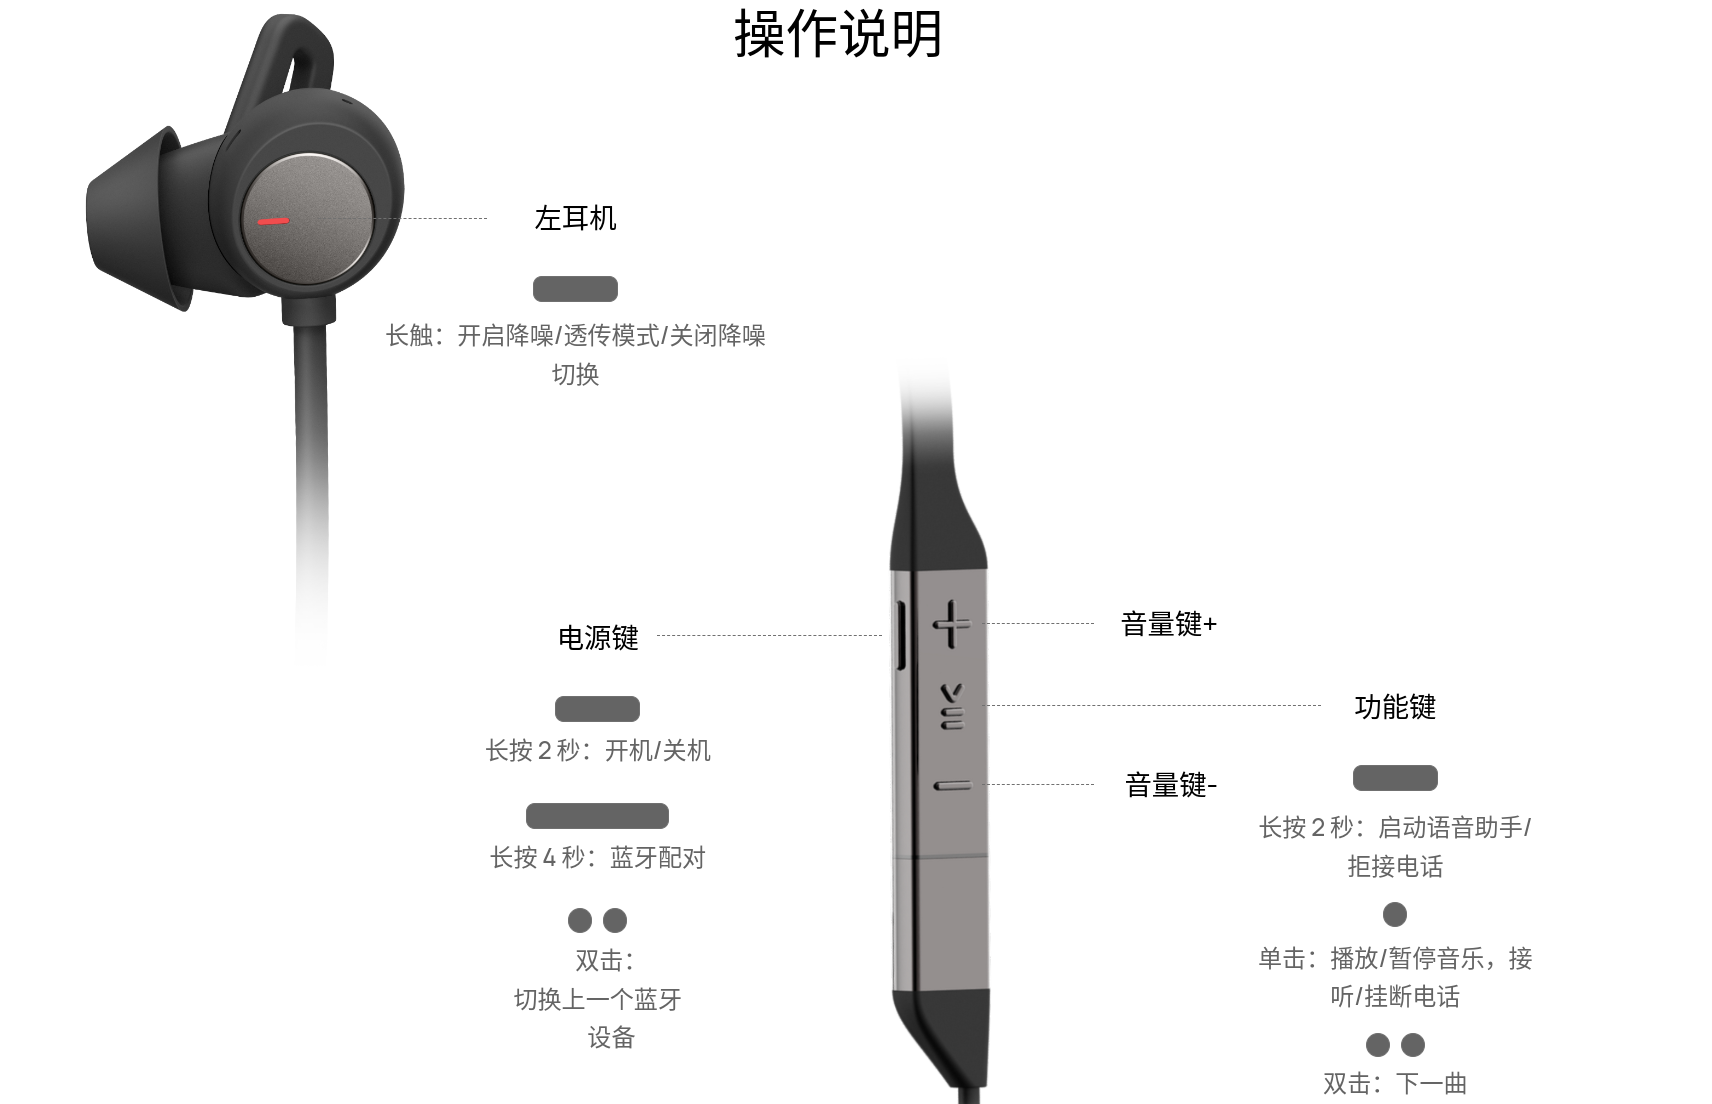 操作说明
左耳机
长触：开启降噪/透传模式/关闭降噪
切换
电源键
长按 2 秒：开机/关机
长按 4 秒：蓝牙配对
双击：
切换上一个蓝牙
设备
音量键+
功能键
音量键-
长按 2 秒：启动语音助手/
拒接电话
单击：播放/暂停音乐，接
听/挂断电话
双击：下一曲